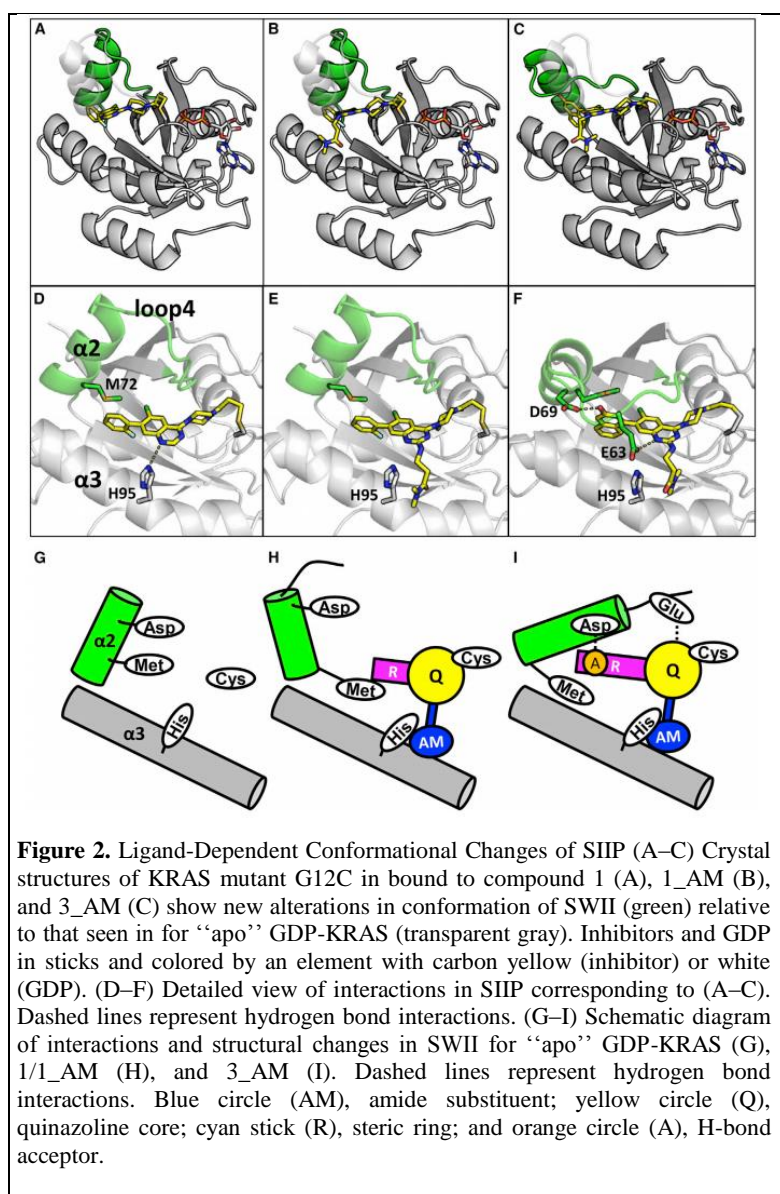 A
B
C
D
loop4
α2
M72
α3
H95
E
H95
F
D69
E63
H95
G
α2
Asp
Met
Cys
His
α3
H
Asp
Met
R
Q
Cys
His
AM
I
Asp
Glu
A
R
Q
Cys
Met
His
AM
Figure 2. Ligand-Dependent Conformational Changes of SIIP (A–C) Crystal
structures of KRAS mutant G12C in bound to compound 1 (A), 1_AM (B),
and 3_AM (C) show new alterations in conformation of SWII (green) relative
to that seen in for ‘‘apo’’ GDP-KRAS (transparent gray). Inhibitors and GDP
in sticks and colored by an element with carbon yellow (inhibitor) or white
(GDP). (D–F) Detailed view of interactions in SIIP corresponding to (A–C).
Dashed lines represent hydrogen bond interactions. (G–I) Schematic diagram
of interactions and structural changes in SWII for ‘‘apo’’ GDP-KRAS (G),
1/1_AM (H), and 3_AM (I). Dashed lines represent hydrogen bond
interactions. Blue circle (AM), amide substituent; yellow circle (Q),
quinazoline core; cyan stick (R), steric ring; and orange circle (A), H-bond
acceptor.